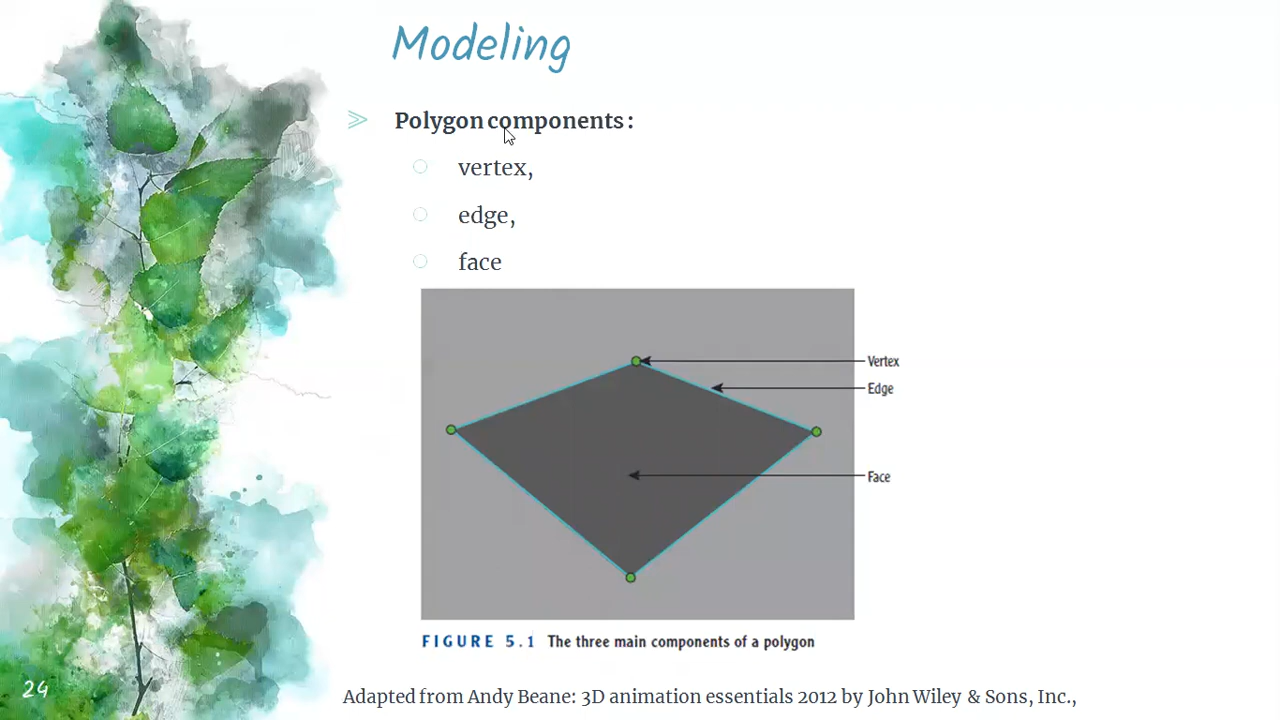 Modeling
Polygon components:
vertex,
edge,
face
Vertex
Edge
Face
FIGURE 5.1 The three main components of a polygon
24
Adapted from Andy Beane: 3D animation essentials 2012 by John Wiley & Sons, Inc.,